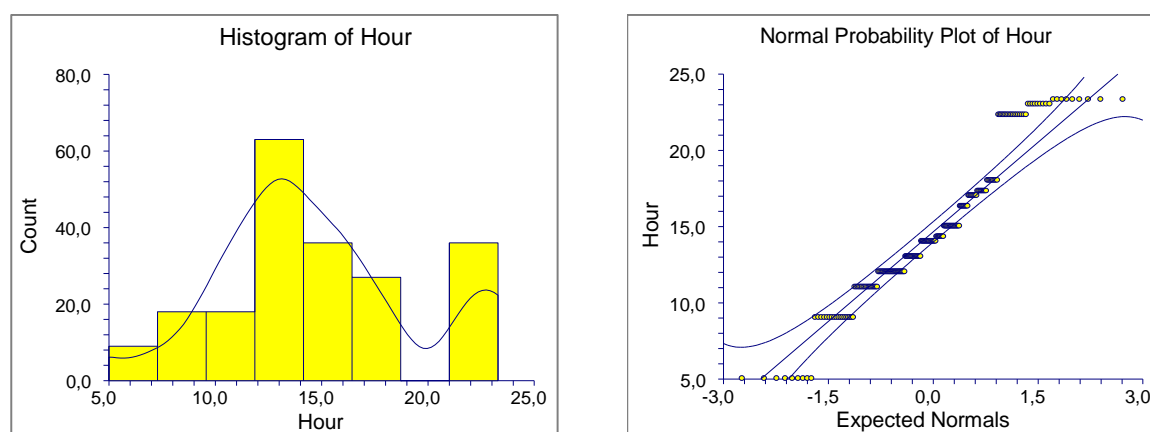 Histogram of Hour
80,0
60,0
40,0
20,0
0,0
5,0 10,0 15,0 20,0 25,0
Count
Hour
Normal Probability Plot of Hour
25,0
20,0
15,0
10,0
5,0
-3,0 -1,5 0,0 1,5 3,0
Hour
Expected Normals